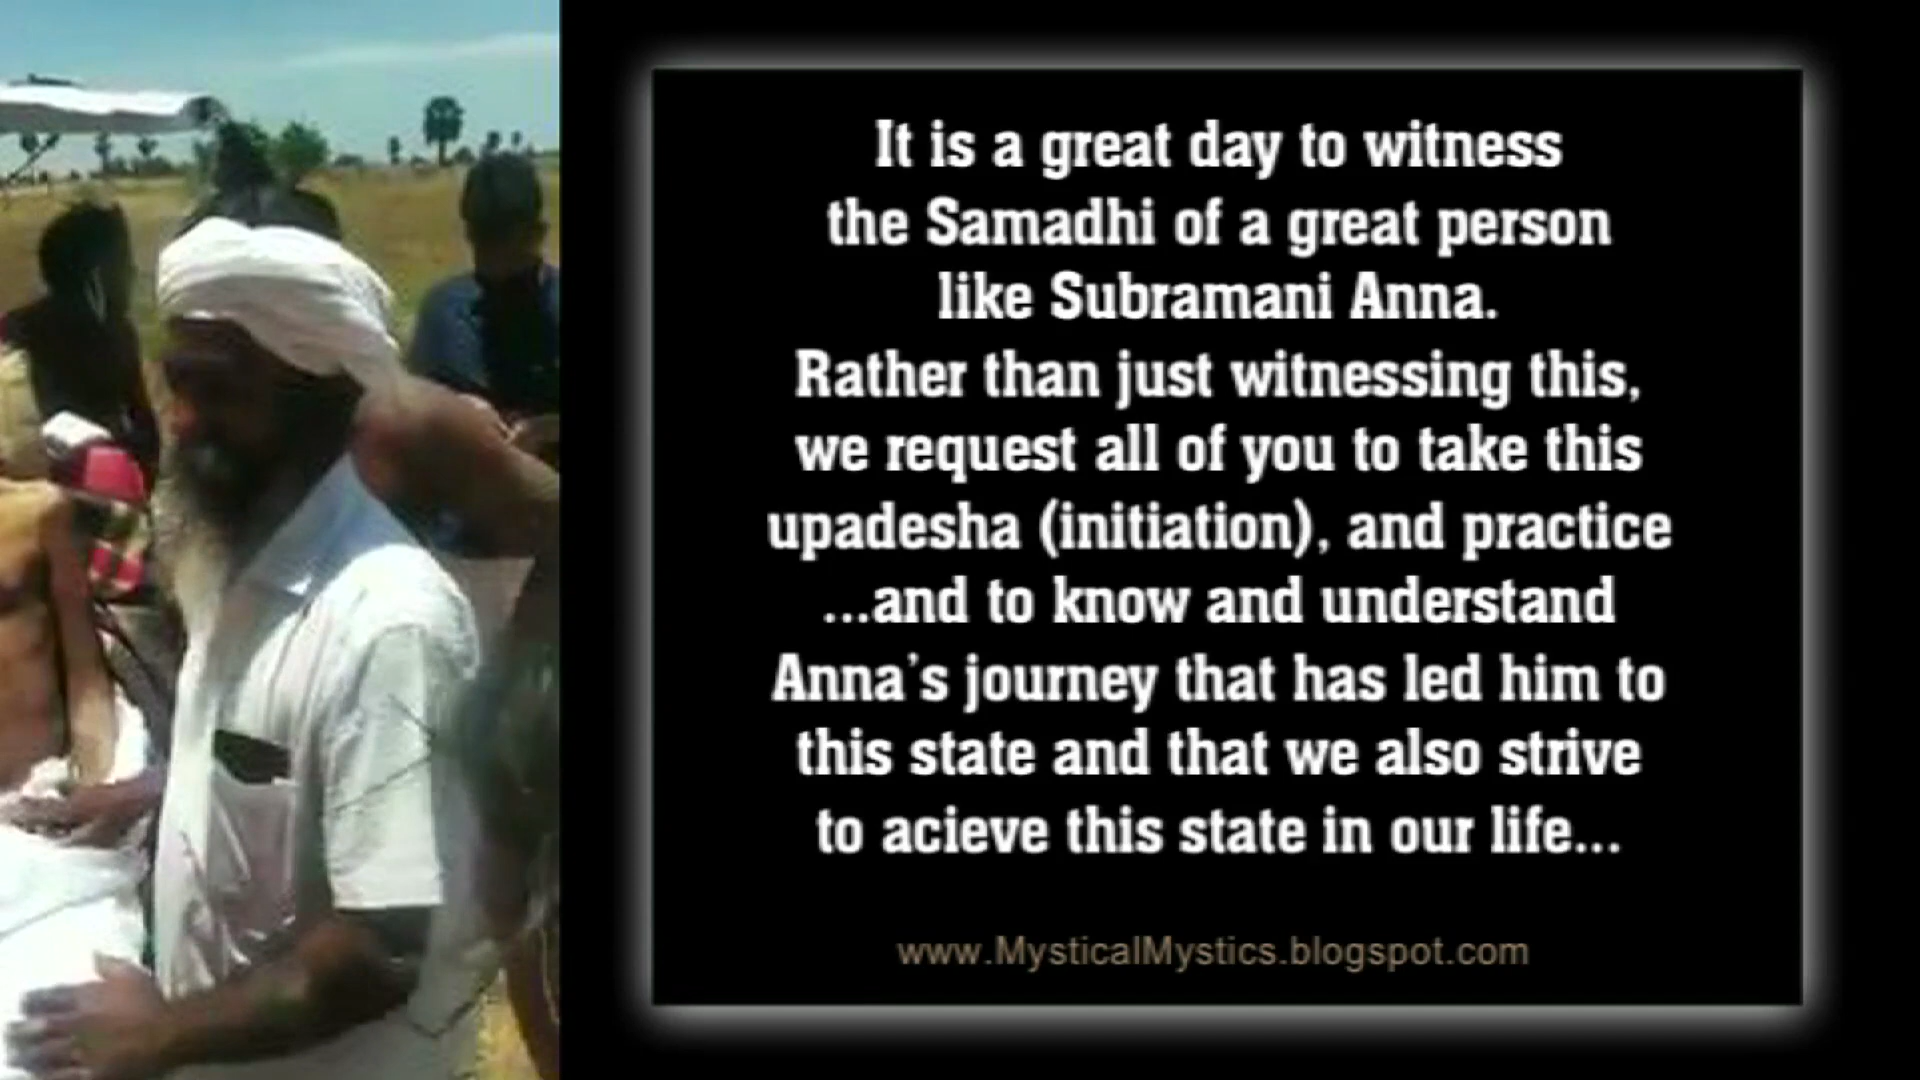 It is a great day to witness
the Samadhi of a great person
like Subramani Anna.
Rather than just witnessing this,
we request all of you to take this
upadesha (initiation), and practice
...and to know and understand
Anna's journey that has led him to
this state and that we also strive
to acieve this state in our life...
www.MysticalMystics.blogspot.com